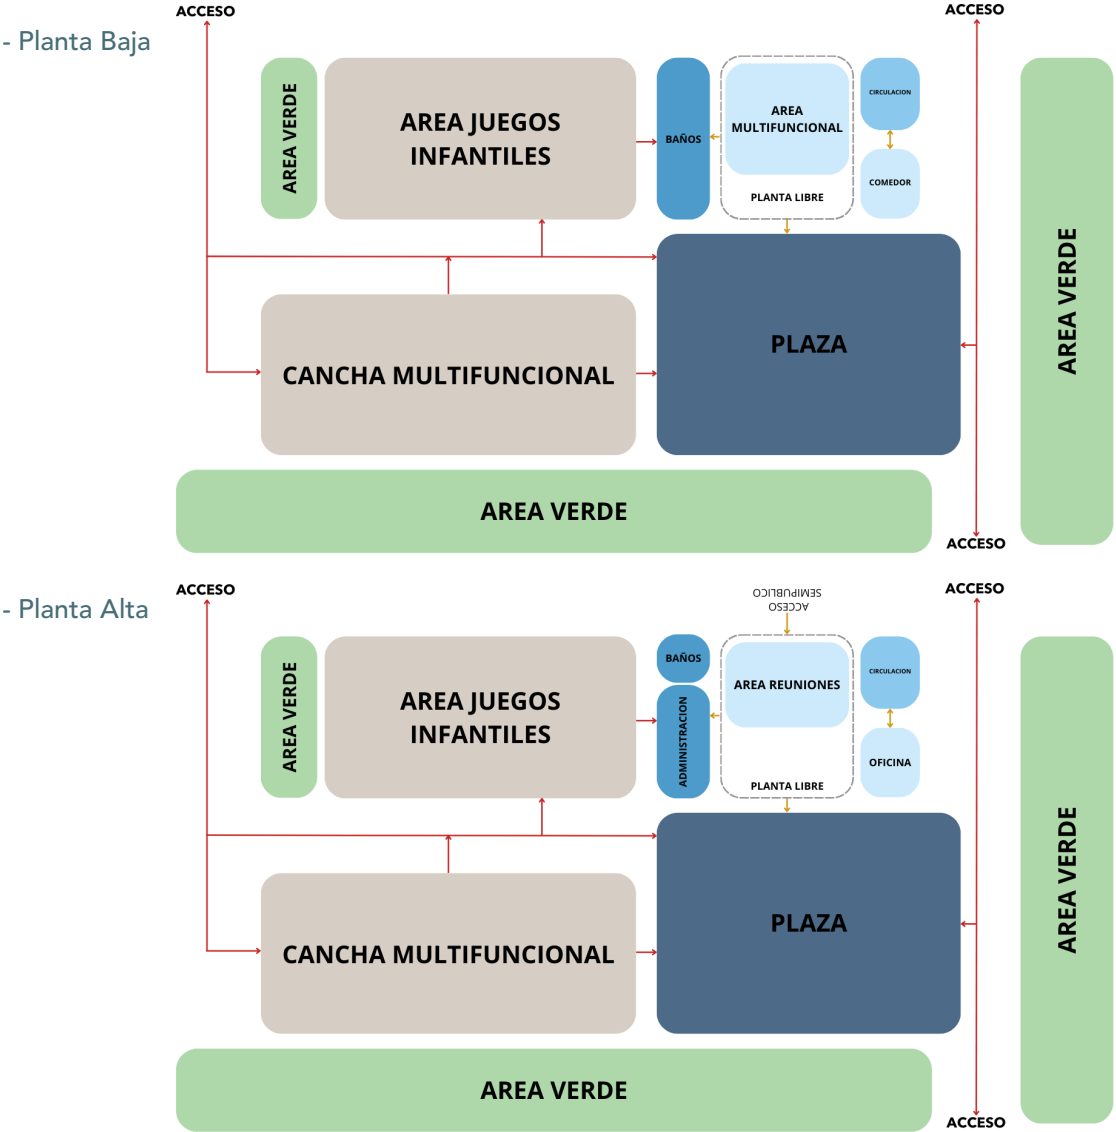 ACCESO
ACCESO
- Planta Baja
AREA VERDE
AREA JUEGOS
INFANTILES
BAÑOS
AREA
MULTIFUNCIONAL
PLANTA LIBRE
CIRCULACION
COMEDOR
AREA VERDE
CANCHA MULTIFUNCIONAL
PLAZA
AREA VERDE
ACCESO
ACCESO
ACCESO
- Planta Alta
ACCESO
SEMIPUBLICO
AREA VERDE
AREA JUEGOS
INFANTILES
BAÑOS
ADMINISTRACION
AREA REUNIONES
PLANTA LIBRE
CIRCULACION
OFICINA
AREA VERDE
CANCHA MULTIFUNCIONAL
PLAZA
AREA VERDE
ACCESO